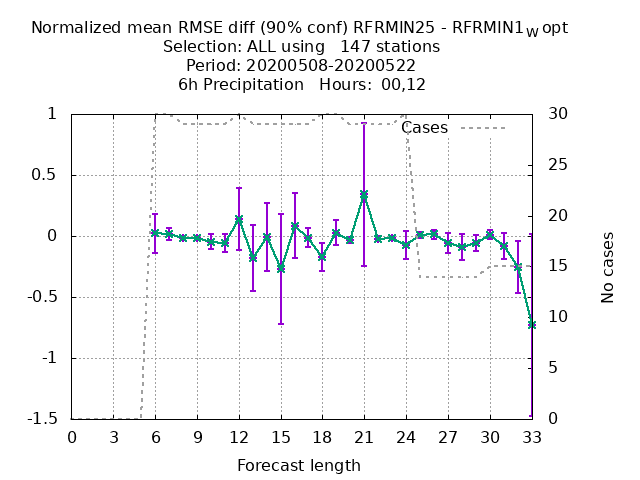 Normalized mean RMSE diff (90% conf) RFRMIN25 - RFRMIN1W opt
Selection: ALL using 147 stations
Period: 20200508-20200522
6h Precipitation Hours: 00,12
Cases
1
0.5
0
-0.5
-1
-1.5
30
25
20
15
10
5
0
No cases
0 3 6 9 12 15 18 21 24 27 30 33
Forecast length